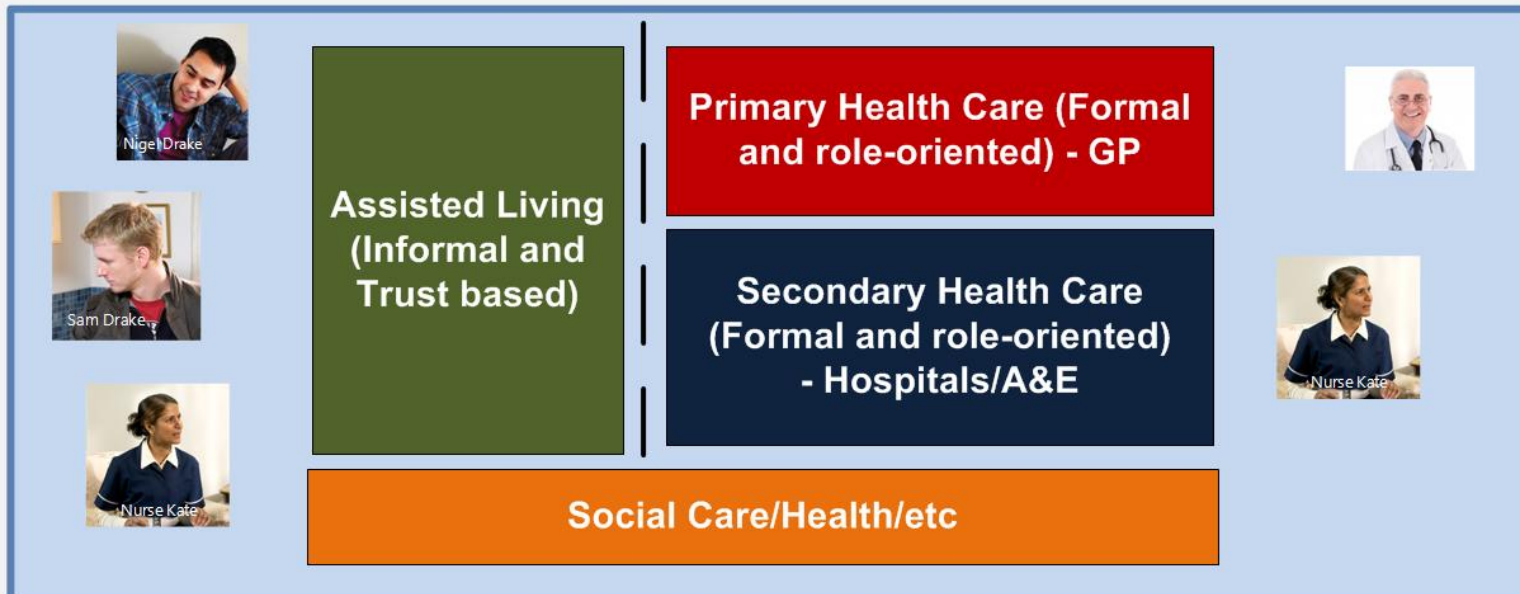 Nigel Drake
Sam Drake
Nurse Kate
Assisted Living
(Informal and
Trust based)
Primary Health Care (Formal
and role-oriented) - GP
Secondary Health Care
(Formal and role-oriented)
- Hospitals/A&E
Nurse Kate
Social Care/Health/etc